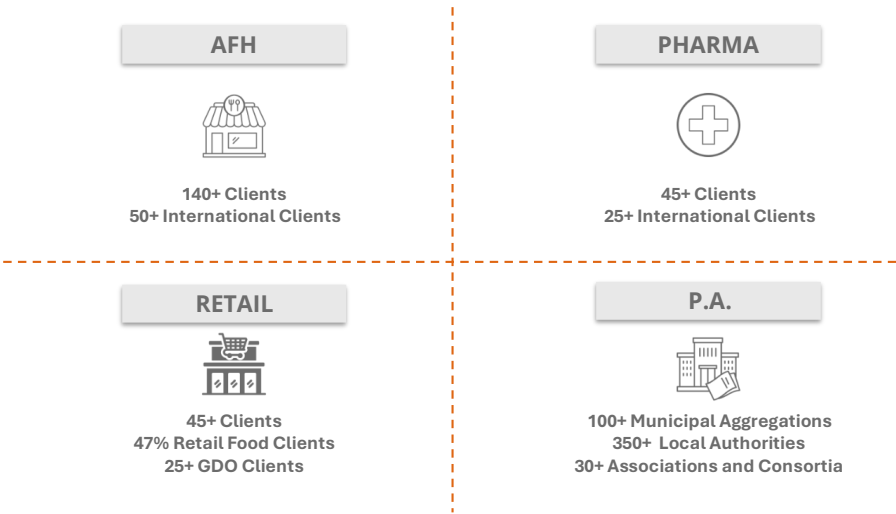 AFH
140+ Clients
50+ International Clients
PHARMA
45+ Clients
25+ International Clients
RETAIL
45+ Clients
47% Retail Food Clients
25+ GDO Clients
P.A.
100+ Municipal Aggregations
350+ Local Authorities
30+ Associations and Consortia